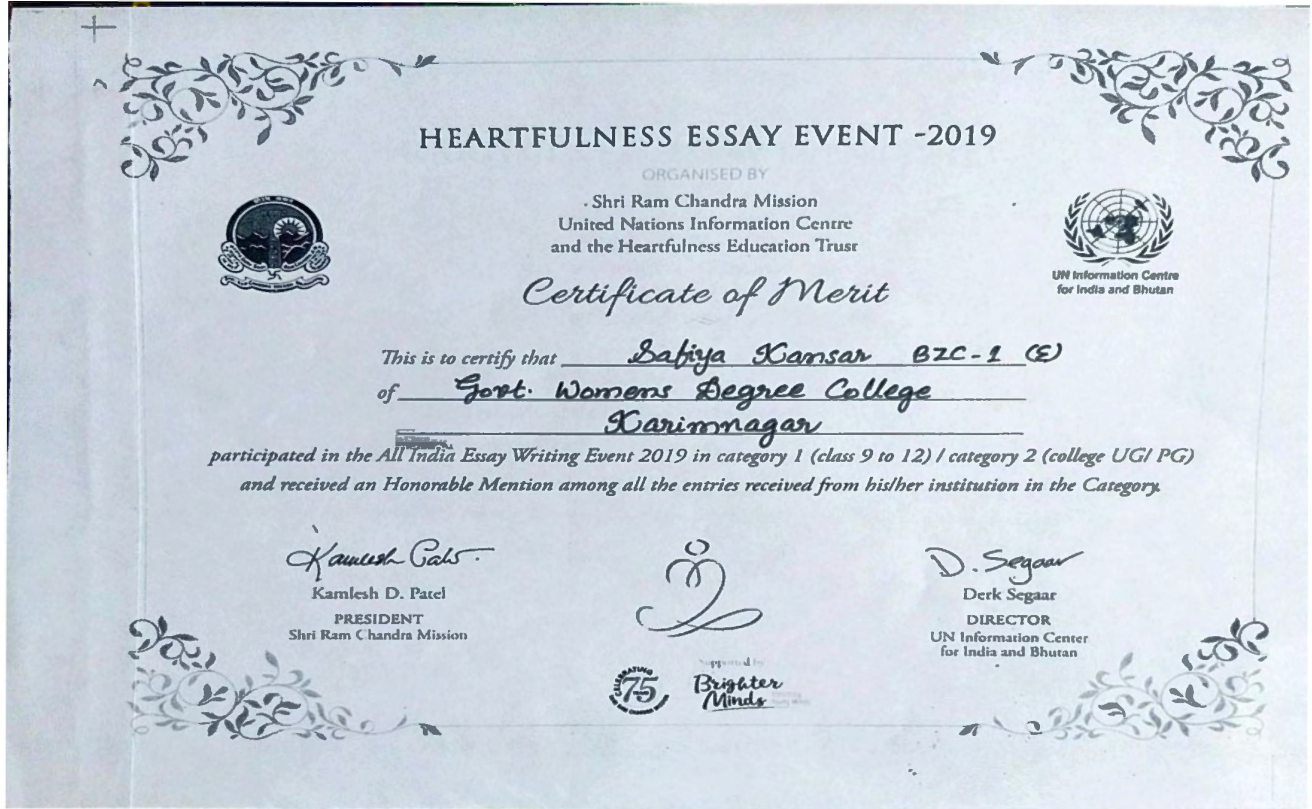 HEARTFULNESS ESSAY EVENT -2019
ORGANISED BY
Shri Ram Chandra Mission
United Nations Information Centre
and the Heartfulness Education Trust
UN Information Centre
for India and Bhutan
Certificate of Merit
This is to certify that Safiya Kansar BZC-1 (E)
of Govt. Womens Degree College
Karimnagar
participated in the All India Essay Writing Event 2019 in category 1 (class 9 to 12) / category 2 (college UG/ PG)
and received an Honorable Mention among all the entries received from his/her institution in the Category.
Kamlesh D. Patel
PRESIDENT
Shri Ram Chandra Mission
D. Segaar
Derk Segaar
DIRECTOR
UN Information Center
for India and Bhutan
CELEBRATING
75
Supported by
Brighter
Minds